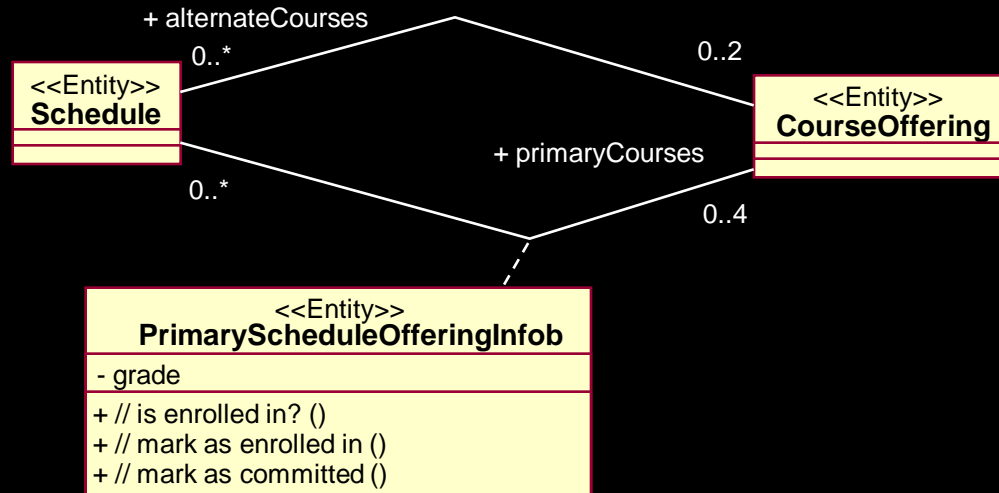 + alternateCourses
0..*
0..2
<<Entity>>
Schedule
<<Entity>>
CourseOffering
+ primaryCourses
0..*
0..4
<<Entity>>
PrimaryScheduleOfferingInfob
- grade
+ // is enrolled in? ()
+ // mark as enrolled in ()
+ // mark as committed ()